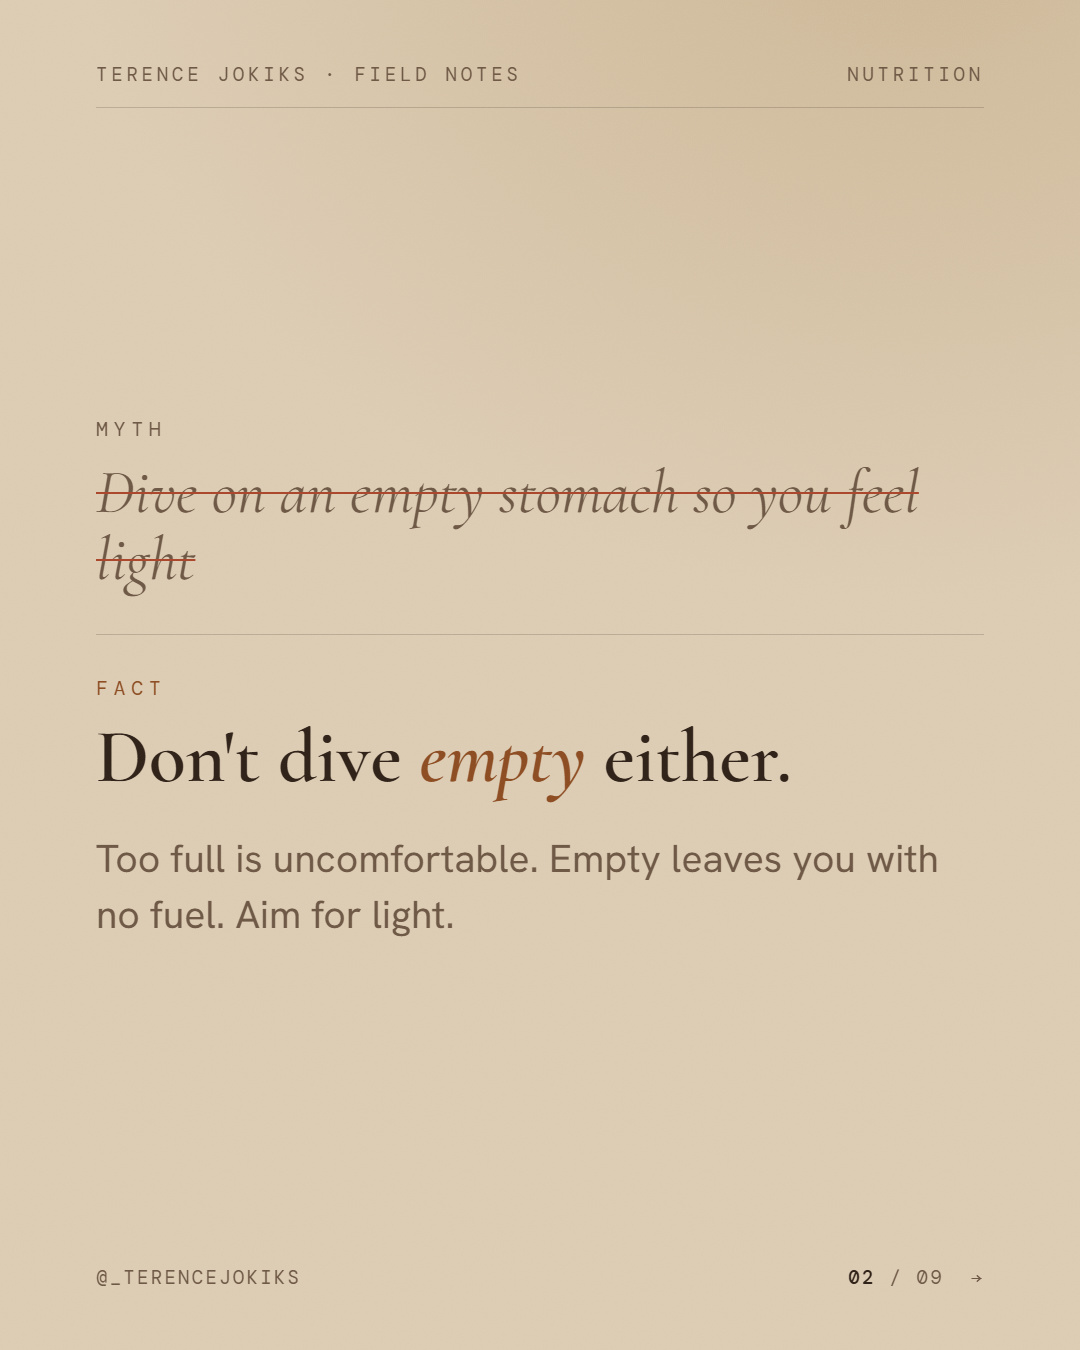 TERENCE JOKIKS · FIELD NOTES
NUTRITION
MYTH
Dive on an empty stomach so you feel
light
FACT
Don't dive empty either.
Too full is uncomfortable. Empty leaves you with
no fuel. Aim for light.
@_TERENCEJOKIKS
02 / 09 →